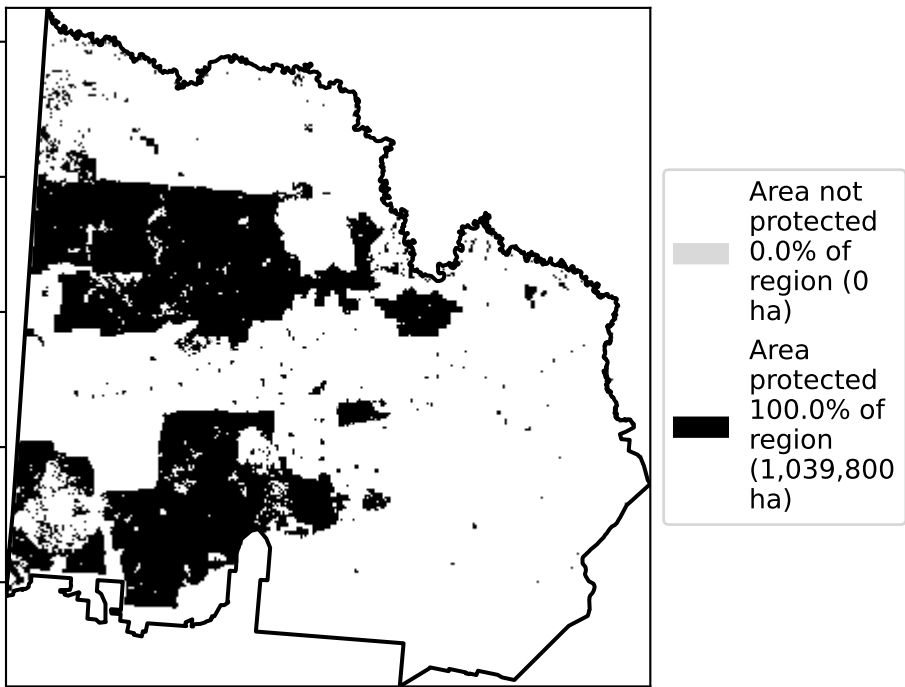 Area not
protected
0.0% of
region (0
ha)
Area
protected
100.0% of
region
(1,039,800
ha)